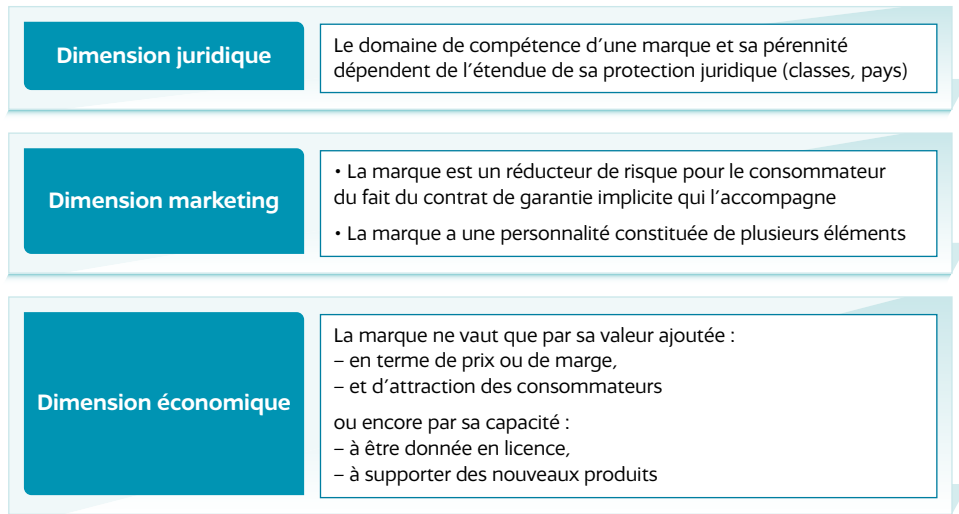 Dimension juridique
Le domaine de compétence d’une marque et sa pérennité
dépendent de l’étendue de sa protection juridique (classes, pays)
Dimension marketing
• La marque est un réducteur de risque pour le consommateur
du fait du contrat de garantie implicite qui l’accompagne
• La marque a une personnalité constituée de plusieurs éléments
Dimension économique
La marque ne vaut que par sa valeur ajoutée :
– en terme de prix ou de marge,
– et d’attraction des consommateurs
ou encore par sa capacité :
– à être donnée en licence,
– à supporter des nouveaux produits